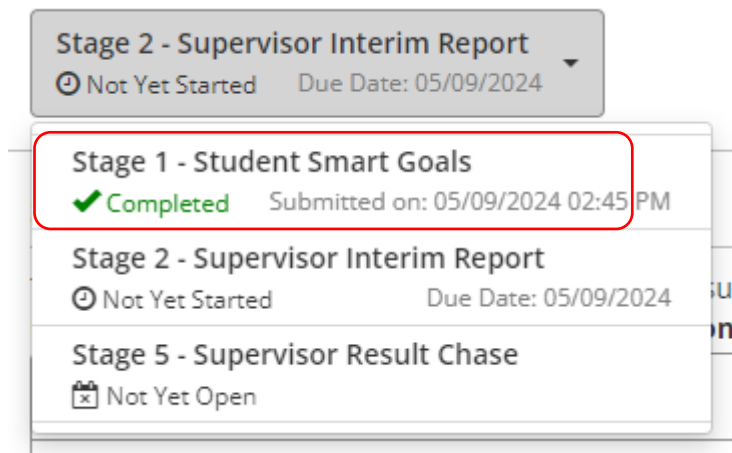 Stage 2 - Supervisor Interim Report
Not Yet Started Due Date: 05/09/2024
Stage 1 - Student Smart Goals
Completed Submitted on: 05/09/2024 02:45 PM
Stage 2 - Supervisor Interim Report
Not Yet Started Due Date: 05/09/2024
Stage 5 - Supervisor Result Chase
Not Yet Open